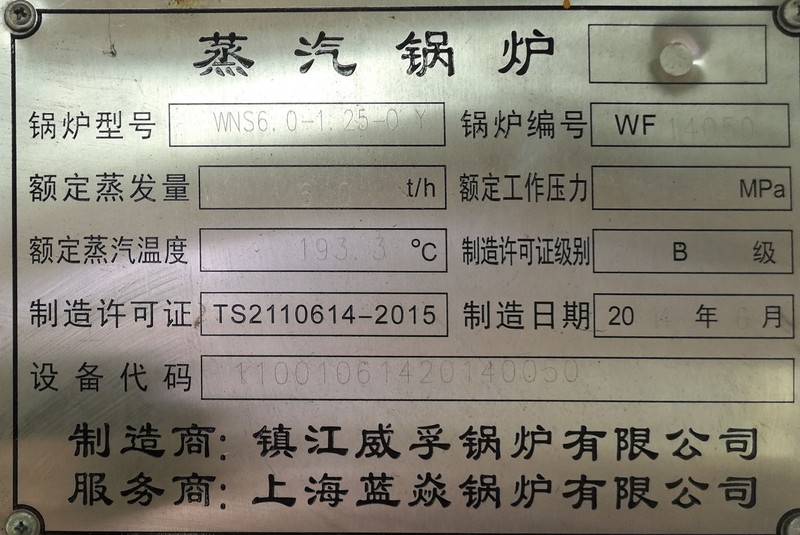 蒸汽锅炉
锅炉型号 WNS6.0-1.25-Q Y 锅炉编号 WF 14050
额定蒸发量 t/h 额定工作压力 MPa
额定蒸汽温度 193.3 ℃ 制造许可证级别 B 级
制造许可证 TS2110614-2015 制造日期 20 年 月
设备代码 11001061420140050
制造商：镇江威孚锅炉有限公司
服务商：上海蓝焱锅炉有限公司